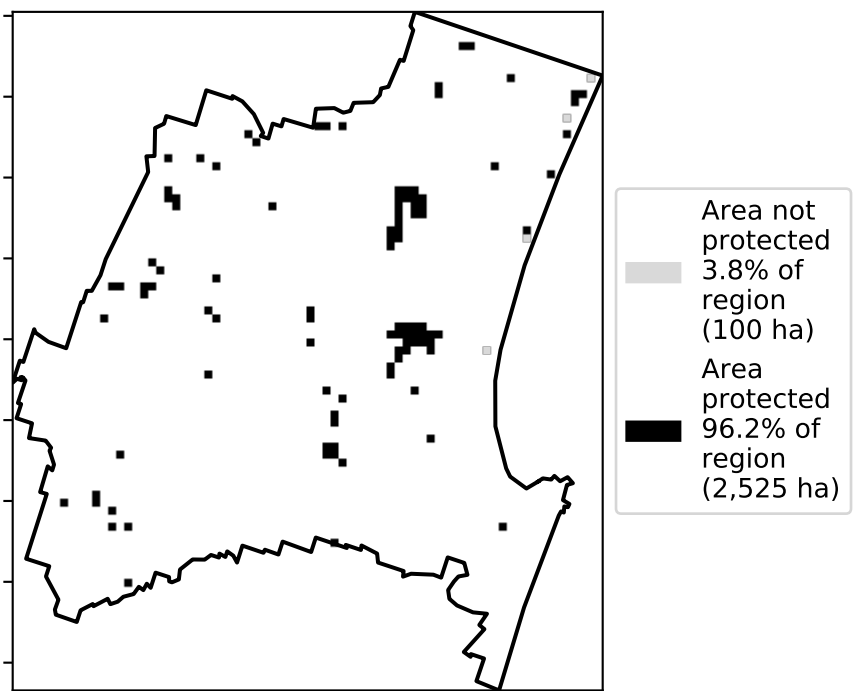 Area not
protected
3.8% of
region
(100 ha)
Area
protected
96.2% of
region
(2,525 ha)